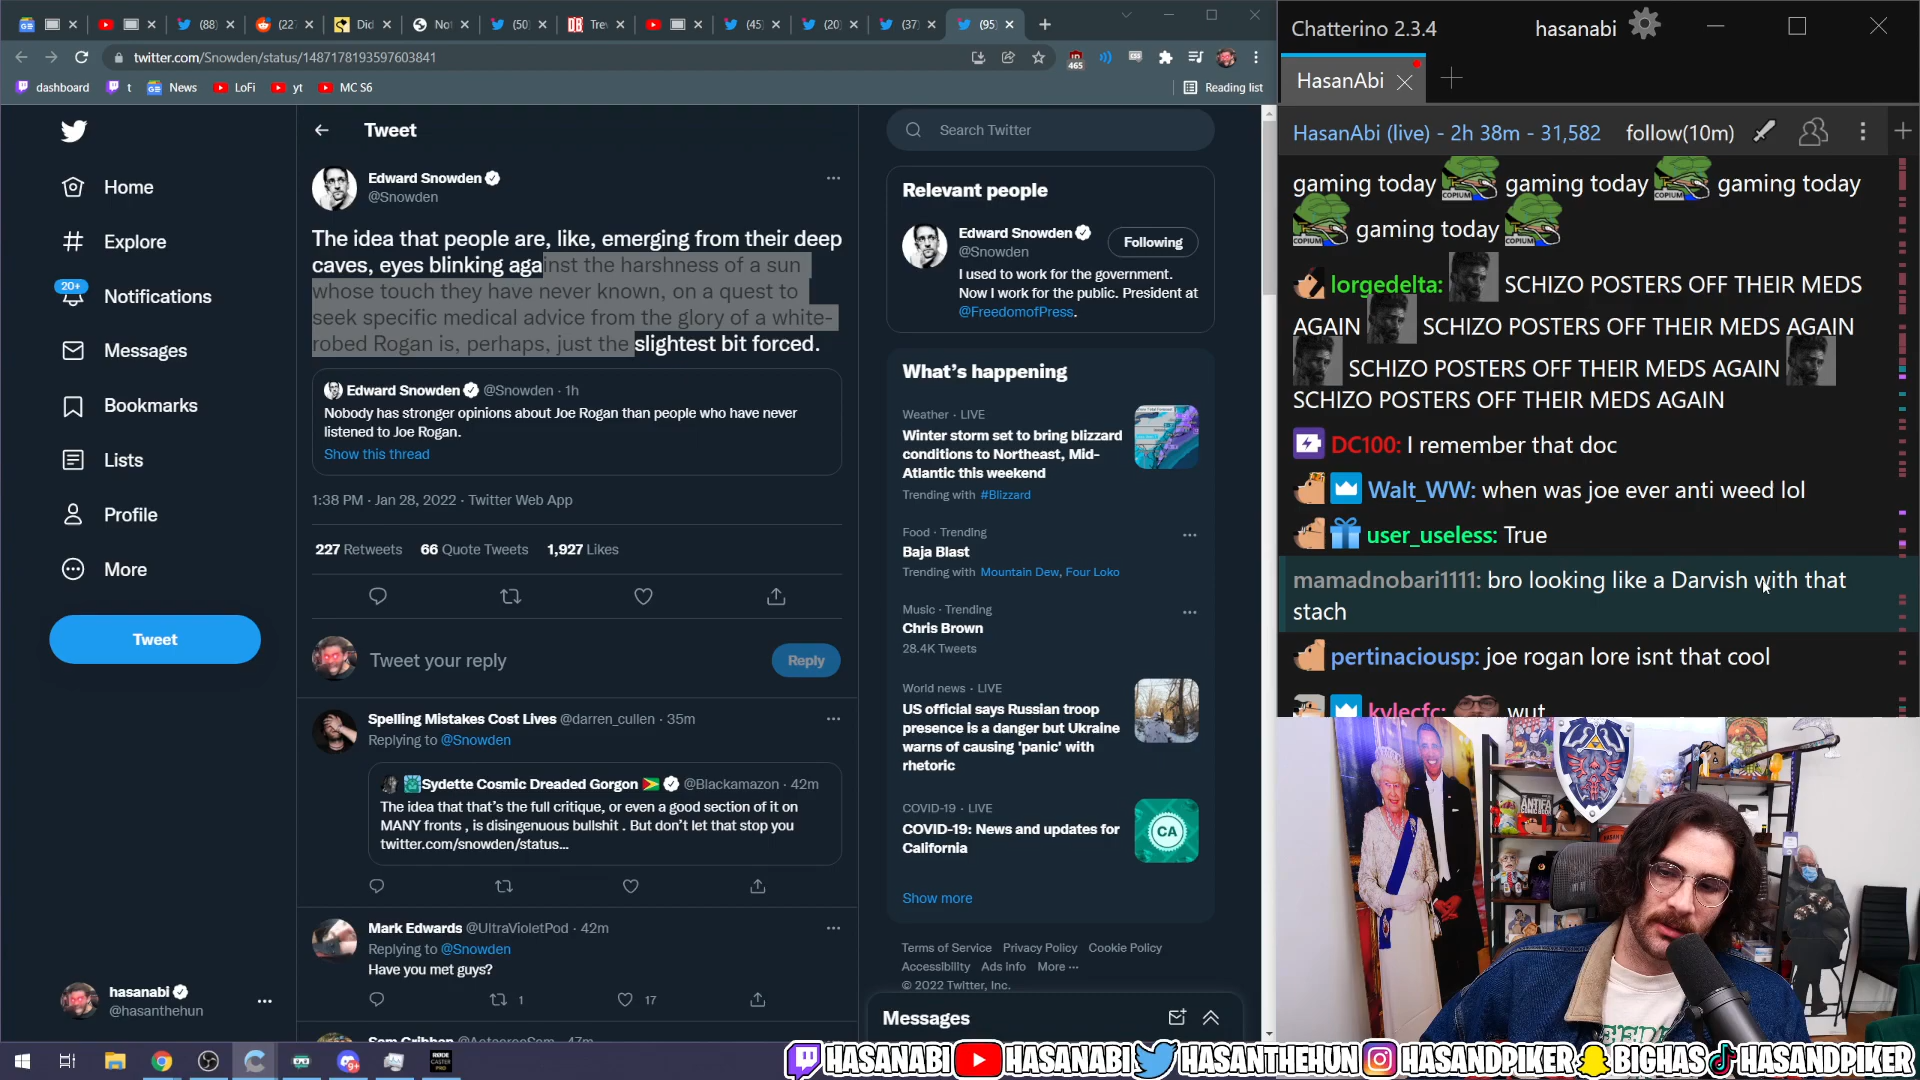 (88)
(22
Did
Not
(50)
Trev
(45)
(20)
(37)
(95)
twitter.com/Snowden/status/1487178193597603841
465
dashboard
t
News
LoFi
yt
MC S6
Reading list
Home
Explore
20+
Notifications
Messages
Bookmarks
Lists
Profile
More
Tweet
hasanabi
@hasanthehun
Tweet
Edward Snowden
@Snowden
The idea that people are, like, emerging from their deep
caves, eyes blinking against the harshness of a sun
whose touch they have never known, on a quest to
seek specific medical advice from the glory of a white-
robed Rogan is, perhaps, just the slightest bit forced.
Edward Snowden @Snowden · 1h
Nobody has stronger opinions about Joe Rogan than people who have never
listened to Joe Rogan.
Show this thread
1:38 PM · Jan 28, 2022 · Twitter Web App
227 Retweets 66 Quote Tweets 1,927 Likes
Tweet your reply
Reply
Spelling Mistakes Cost Lives @darren_cullen · 35m
Replying to @Snowden
Sydette Cosmic Dreaded Gorgon @Blackamazon · 42m
The idea that that's the full critique, or even a good section of it on
MANY fronts , is disingenuous bullshit . But don't let that stop you
twitter.com/snowden/status...
Mark Edwards @UltraVioletPod · 42m
Replying to @Snowden
Have you met guys?
1
17
Search Twitter
Relevant people
Edward Snowden
@Snowden
Following
I used to work for the government.
Now I work for the public. President at
@FreedomofPress.
What's happening
Weather · LIVE
Winter storm set to bring blizzard
conditions to Northeast, Mid-
Atlantic this weekend
Trending with #Blizzard
Food · Trending
Baja Blast
Trending with Mountain Dew, Four Loko
Music · Trending
Chris Brown
28.4K Tweets
World news · LIVE
US official says Russian troop
presence is a danger but Ukraine
warns of causing 'panic' with
rhetoric
COVID-19 · LIVE
COVID-19: News and updates for
California
CA
Show more
Terms of Service Privacy Policy Cookie Policy
Accessibility Ads info More ···
© 2022 Twitter, Inc.
Messages
Chatterino 2.3.4
hasanabi
HasanAbi
HasanAbi (live) - 2h 38m - 31,582 follow(10m)
gaming today COPIUM gaming today COPIUM gaming today
COPIUM gaming today COPIUM
lorgedelta: SCHIZO POSTERS OFF THEIR MEDS
AGAIN SCHIZO POSTERS OFF THEIR MEDS AGAIN
SCHIZO POSTERS OFF THEIR MEDS AGAIN
SCHIZO POSTERS OFF THEIR MEDS AGAIN
DC100: I remember that doc
Walt_WW: when was joe ever anti weed lol
user_useless: True
mamadnobari1111: bro looking like a Darvish with that
stach
pertinaciousp: joe rogan lore isnt that cool
kylecfc: wut
ANTIFA
HASANABI HASANABI HASANTHEHUN HASANDPIKER BIGHAS HASANDPIKER